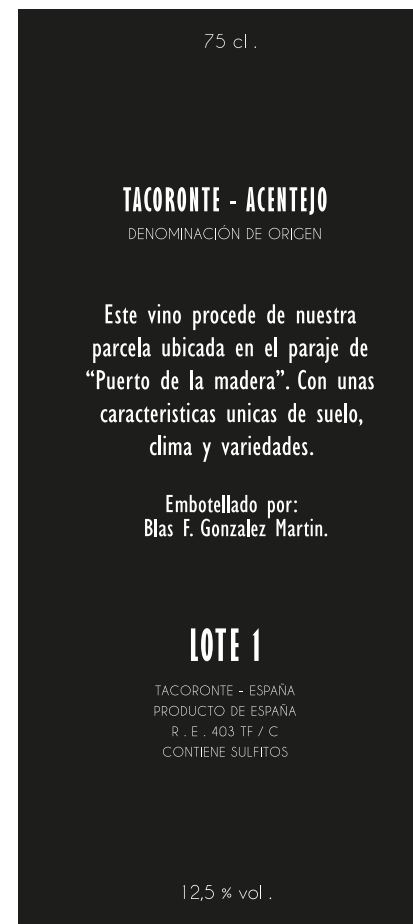 75 cl .
TACORONTE - ACENTEJO
DENOMINACIÓN DE ORIGEN
Este vino procede de nuestra
parcela ubicada en el paraje de
“Puerto de la madera”. Con unas
caracteristicas unicas de suelo,
clima y variedades.
Embotellado por:
Blas F. Gonzalez Martin.
LOTE 1
TACORONTE - ESPAÑA
PRODUCTO DE ESPAÑA
R . E . 403 TF / C
CONTIENE SULFITOS
12,5 % vol .